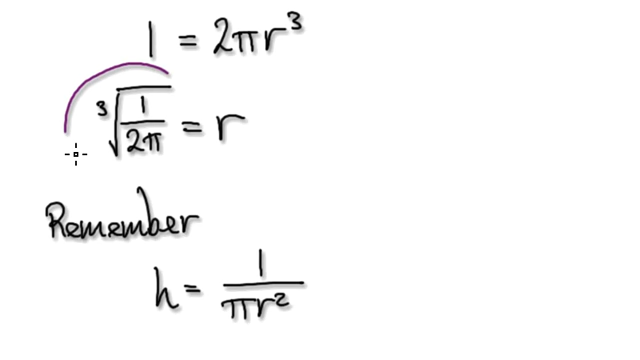 1 = 2πr³
∛(1/2π) = r
Remember
h = 1/πr²